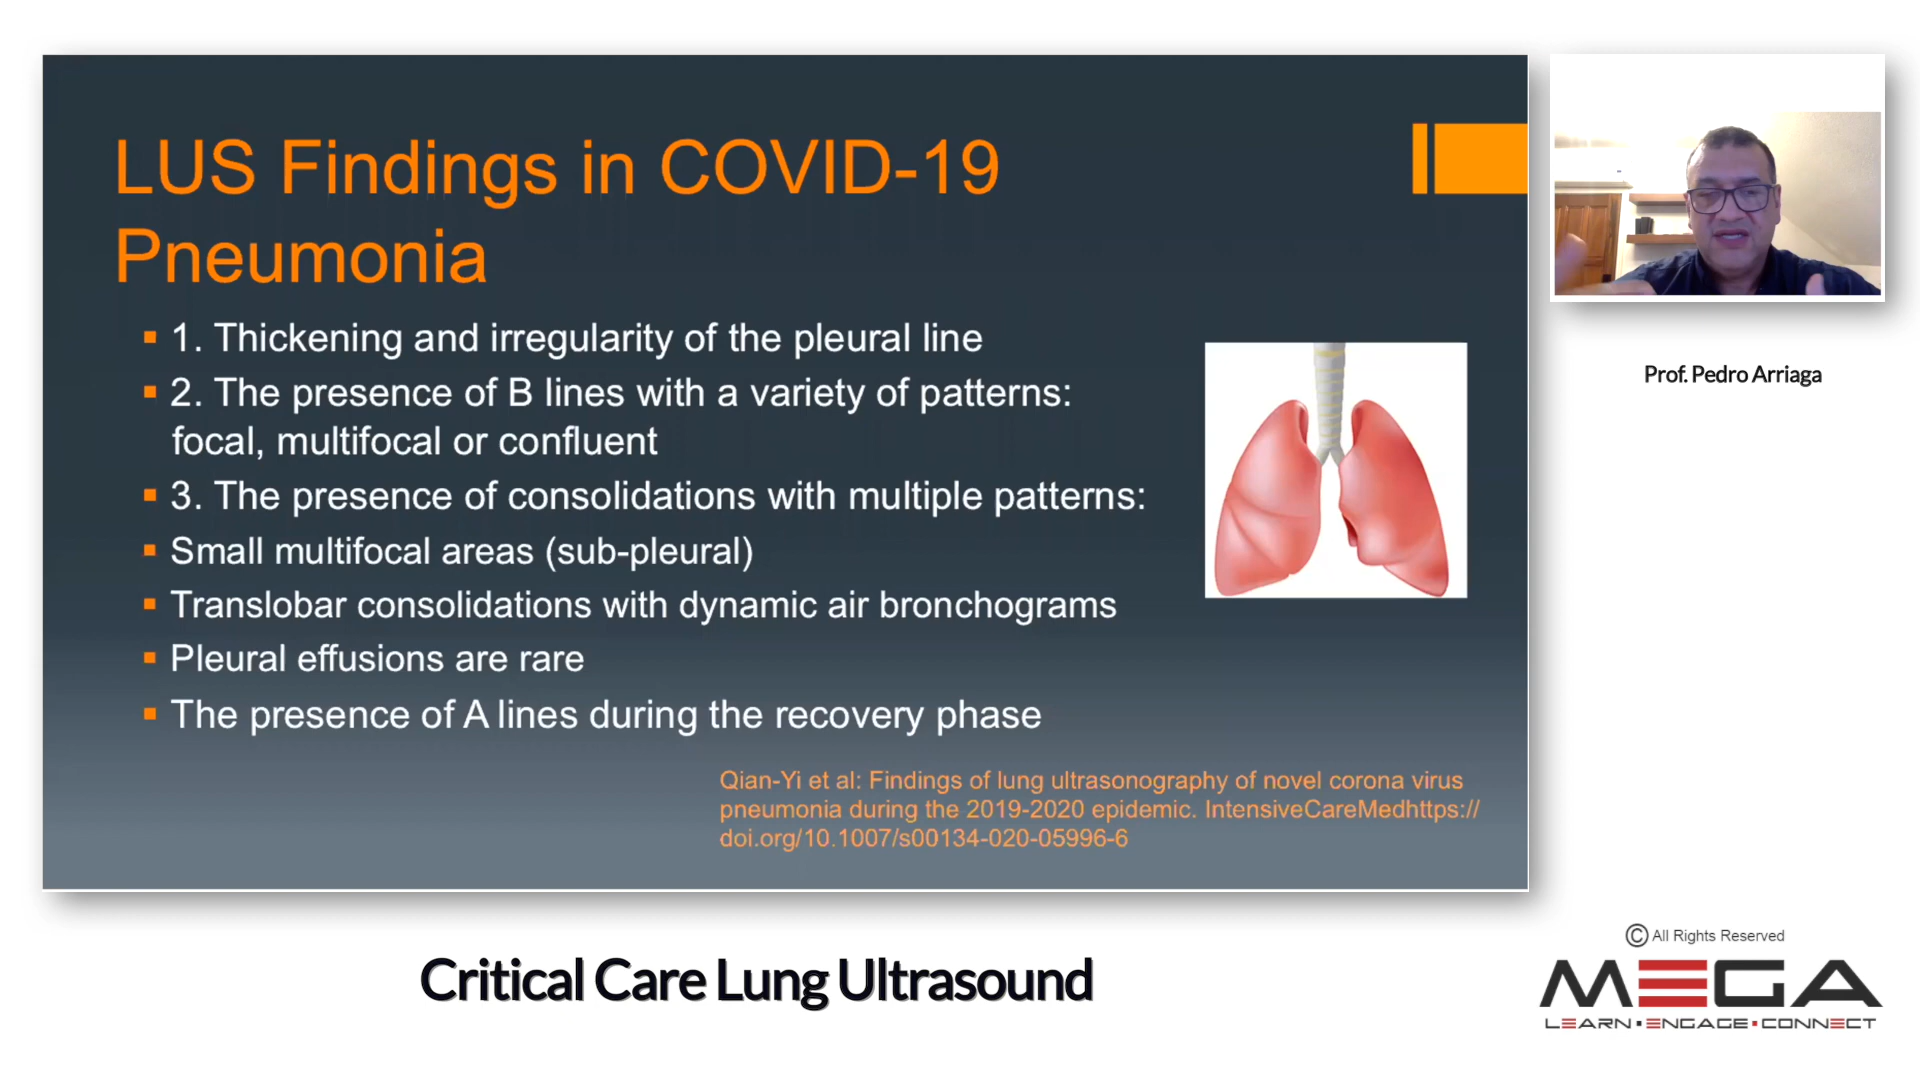 LUS Findings in COVID-19
Pneumonia
1. Thickening and irregularity of the pleural line
2. The presence of B lines with a variety of patterns:
focal, multifocal or confluent
3. The presence of consolidations with multiple patterns:
Small multifocal areas (sub-pleural)
Translobar consolidations with dynamic air bronchograms
Pleural effusions are rare
The presence of A lines during the recovery phase
Qian-Yi et al: Findings of lung ultrasonography of novel corona virus
pneumonia during the 2019-2020 epidemic. IntensiveCareMedhttps://
doi.org/10.1007/s00134-020-05996-6
Prof. Pedro Arriaga
Critical Care Lung Ultrasound
© All Rights Reserved
MEGA
LEARN·ENGAGE·CONNECT